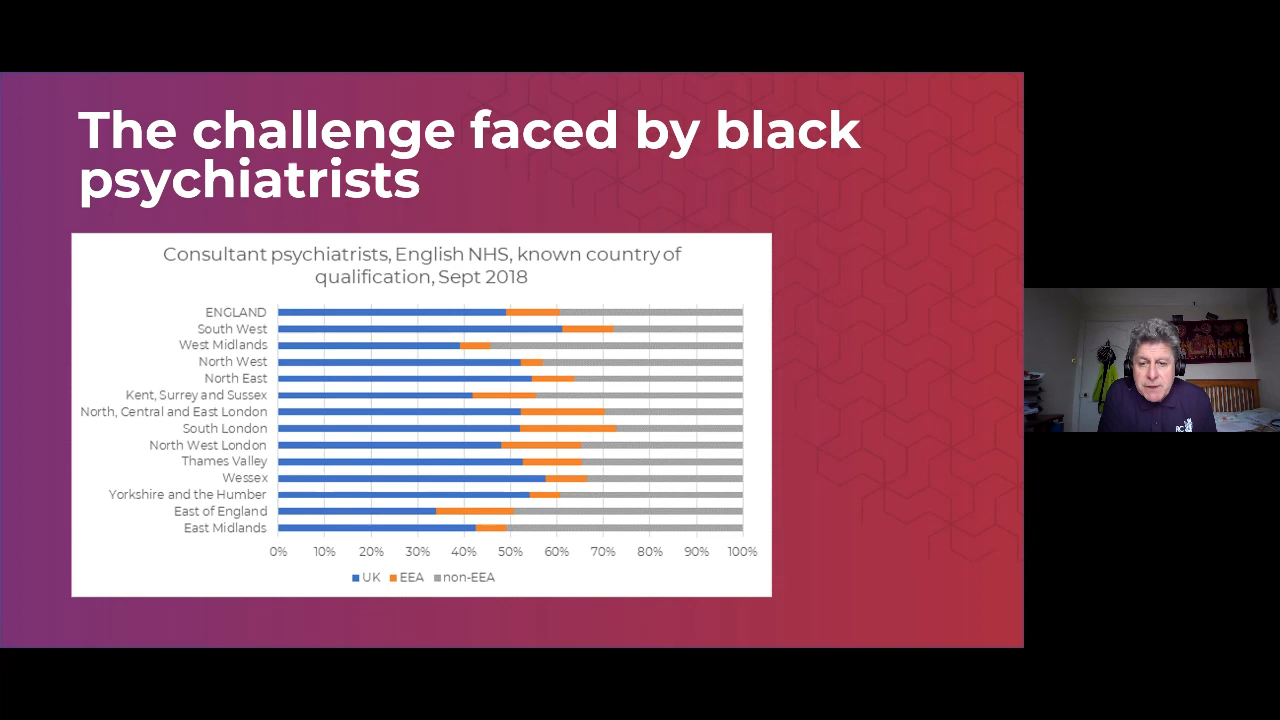 The challenge faced by black
psychiatrists
Consultant psychiatrists, English NHS, known country of
qualification, Sept 2018
ENGLAND
South West
West Midlands
North West
North East
Kent, Surrey and Sussex
North, Central and East London
South London
North West London
Thames Valley
Wessex
Yorkshire and the Humber
East of England
East Midlands
0% 10% 20% 30% 40% 50% 60% 70% 80% 90% 100%
UK EEA non-EEA